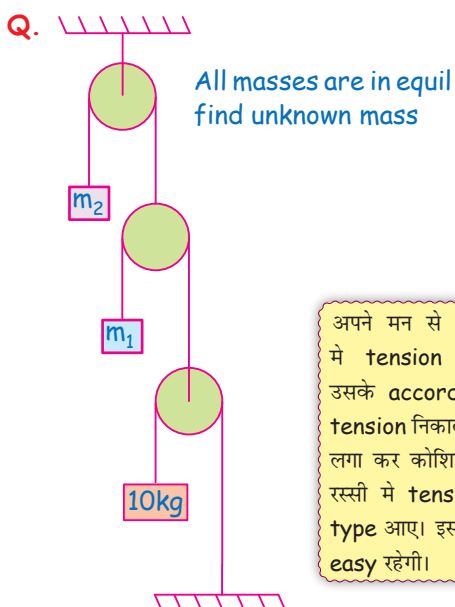 Q.
All masses are in equil
find unknown mass
m₂
m₁
10kg
अपने मन से
मे tension
उसके accord
tension
लगा कर
रस्सी मे tens
type आए। इस
easy रहेगी।